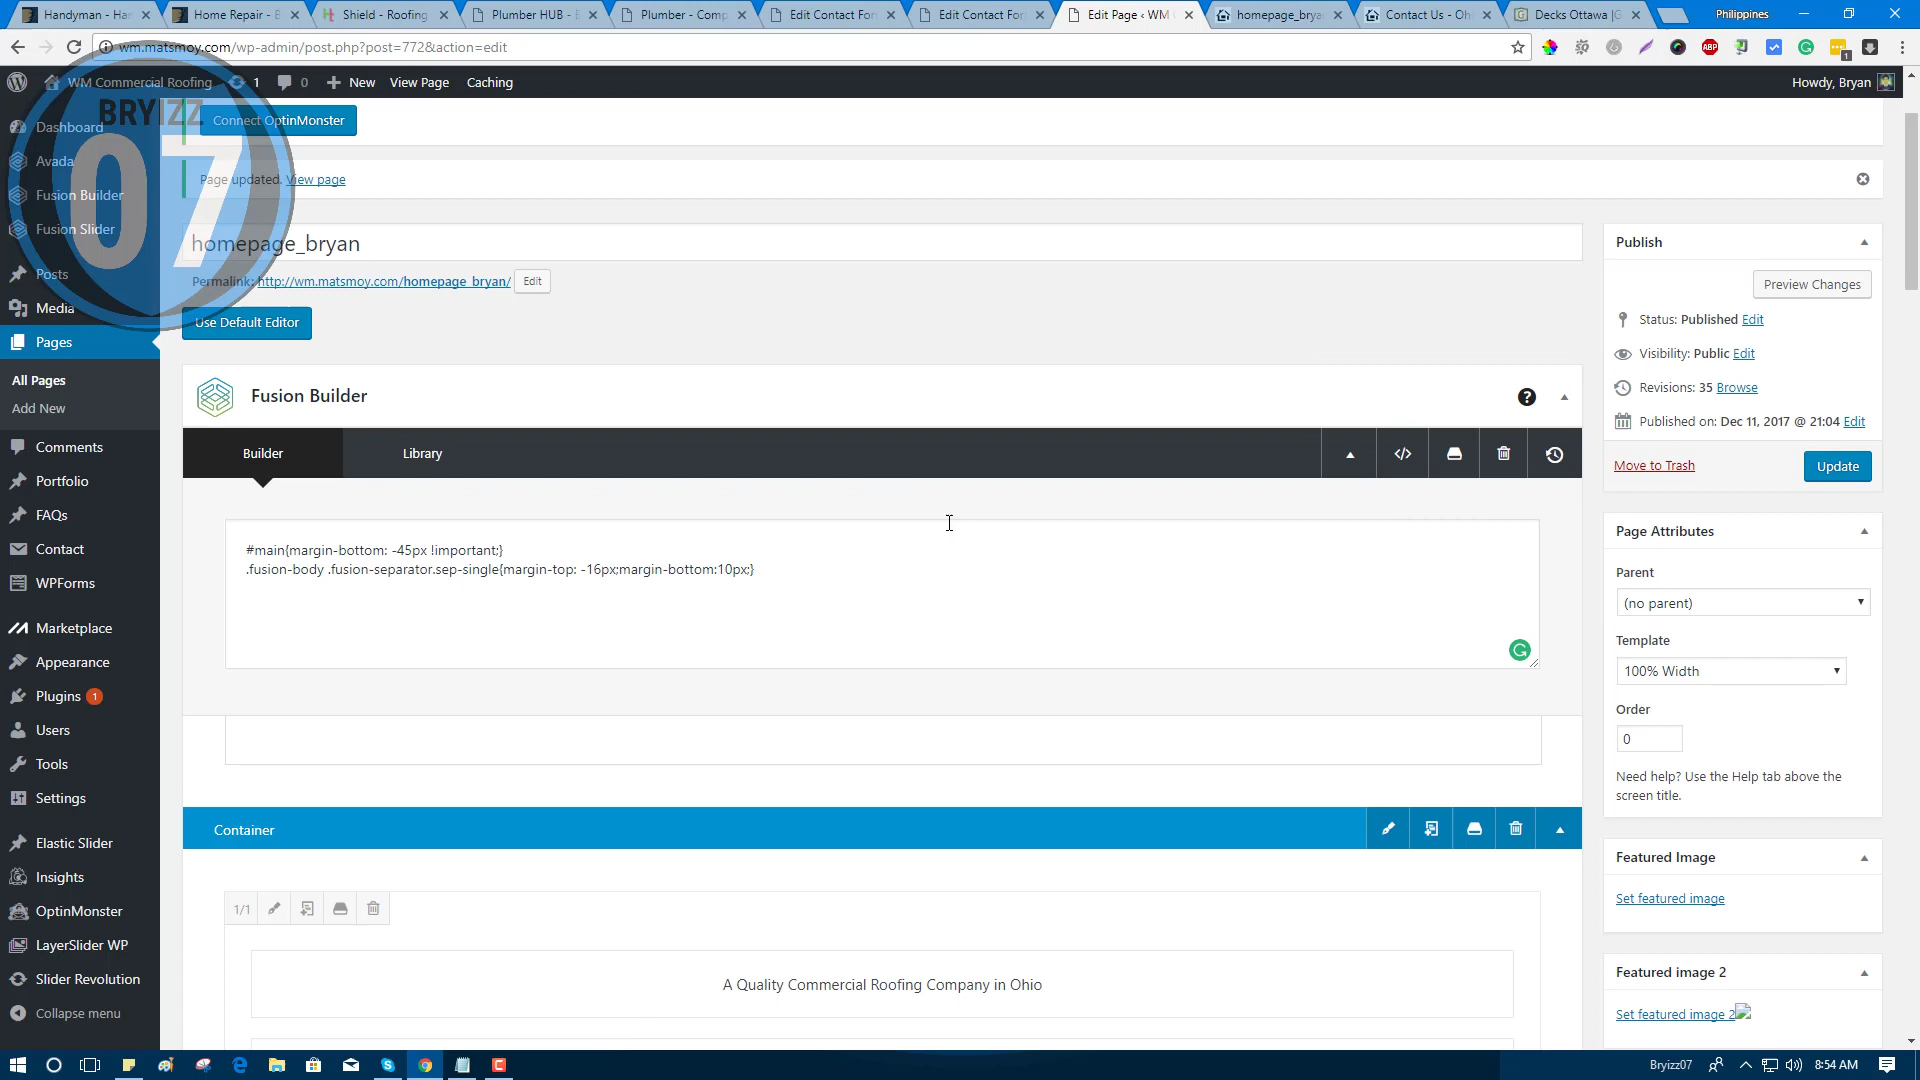 Handyman - Han
Home Repair - B
Shield - Roofing
Plumber HUB - B
Plumber - Comp
Edit Contact For
Edit Contact For
Edit Page ‹ WM
homepage_brya
Contact Us - Oh
Decks Ottawa |G
Philippines
wm.matsmoy.com/wp-admin/post.php?post=772&action=edit
ABP
1
WM Commercial Roofing
1
0
New
View Page
Caching
Howdy, Bryan
BRYIZZ
07
Dashboard
Avada
Fusion Builder
Fusion Slider
Posts
Media
Pages
All Pages
Add New
Comments
Portfolio
FAQs
Contact
WPForms
Marketplace
Appearance
Plugins 1
Users
Tools
Settings
Elastic Slider
Insights
OptinMonster
LayerSlider WP
Slider Revolution
Collapse menu
Connect OptinMonster
Page updated. View page
homepage_bryan
Permalink: http://wm.matsmoy.com/homepage_bryan/ Edit
Use Default Editor
Fusion Builder
?
Builder
Library
</>
#main{margin-bottom: -45px !important;}
.fusion-body .fusion-separator.sep-single{margin-top: -16px;margin-bottom:10px;}
Container
1/1
A Quality Commercial Roofing Company in Ohio
Publish
Preview Changes
Status: Published Edit
Visibility: Public Edit
Revisions: 35 Browse
Published on: Dec 11, 2017 @ 21:04 Edit
Move to Trash
Update
Page Attributes
Parent
(no parent)
Template
100% Width
Order
0
Need help? Use the Help tab above the
screen title.
Featured Image
Set featured image
Featured image 2
Set featured image 2
Bryizz07
8:54 AM